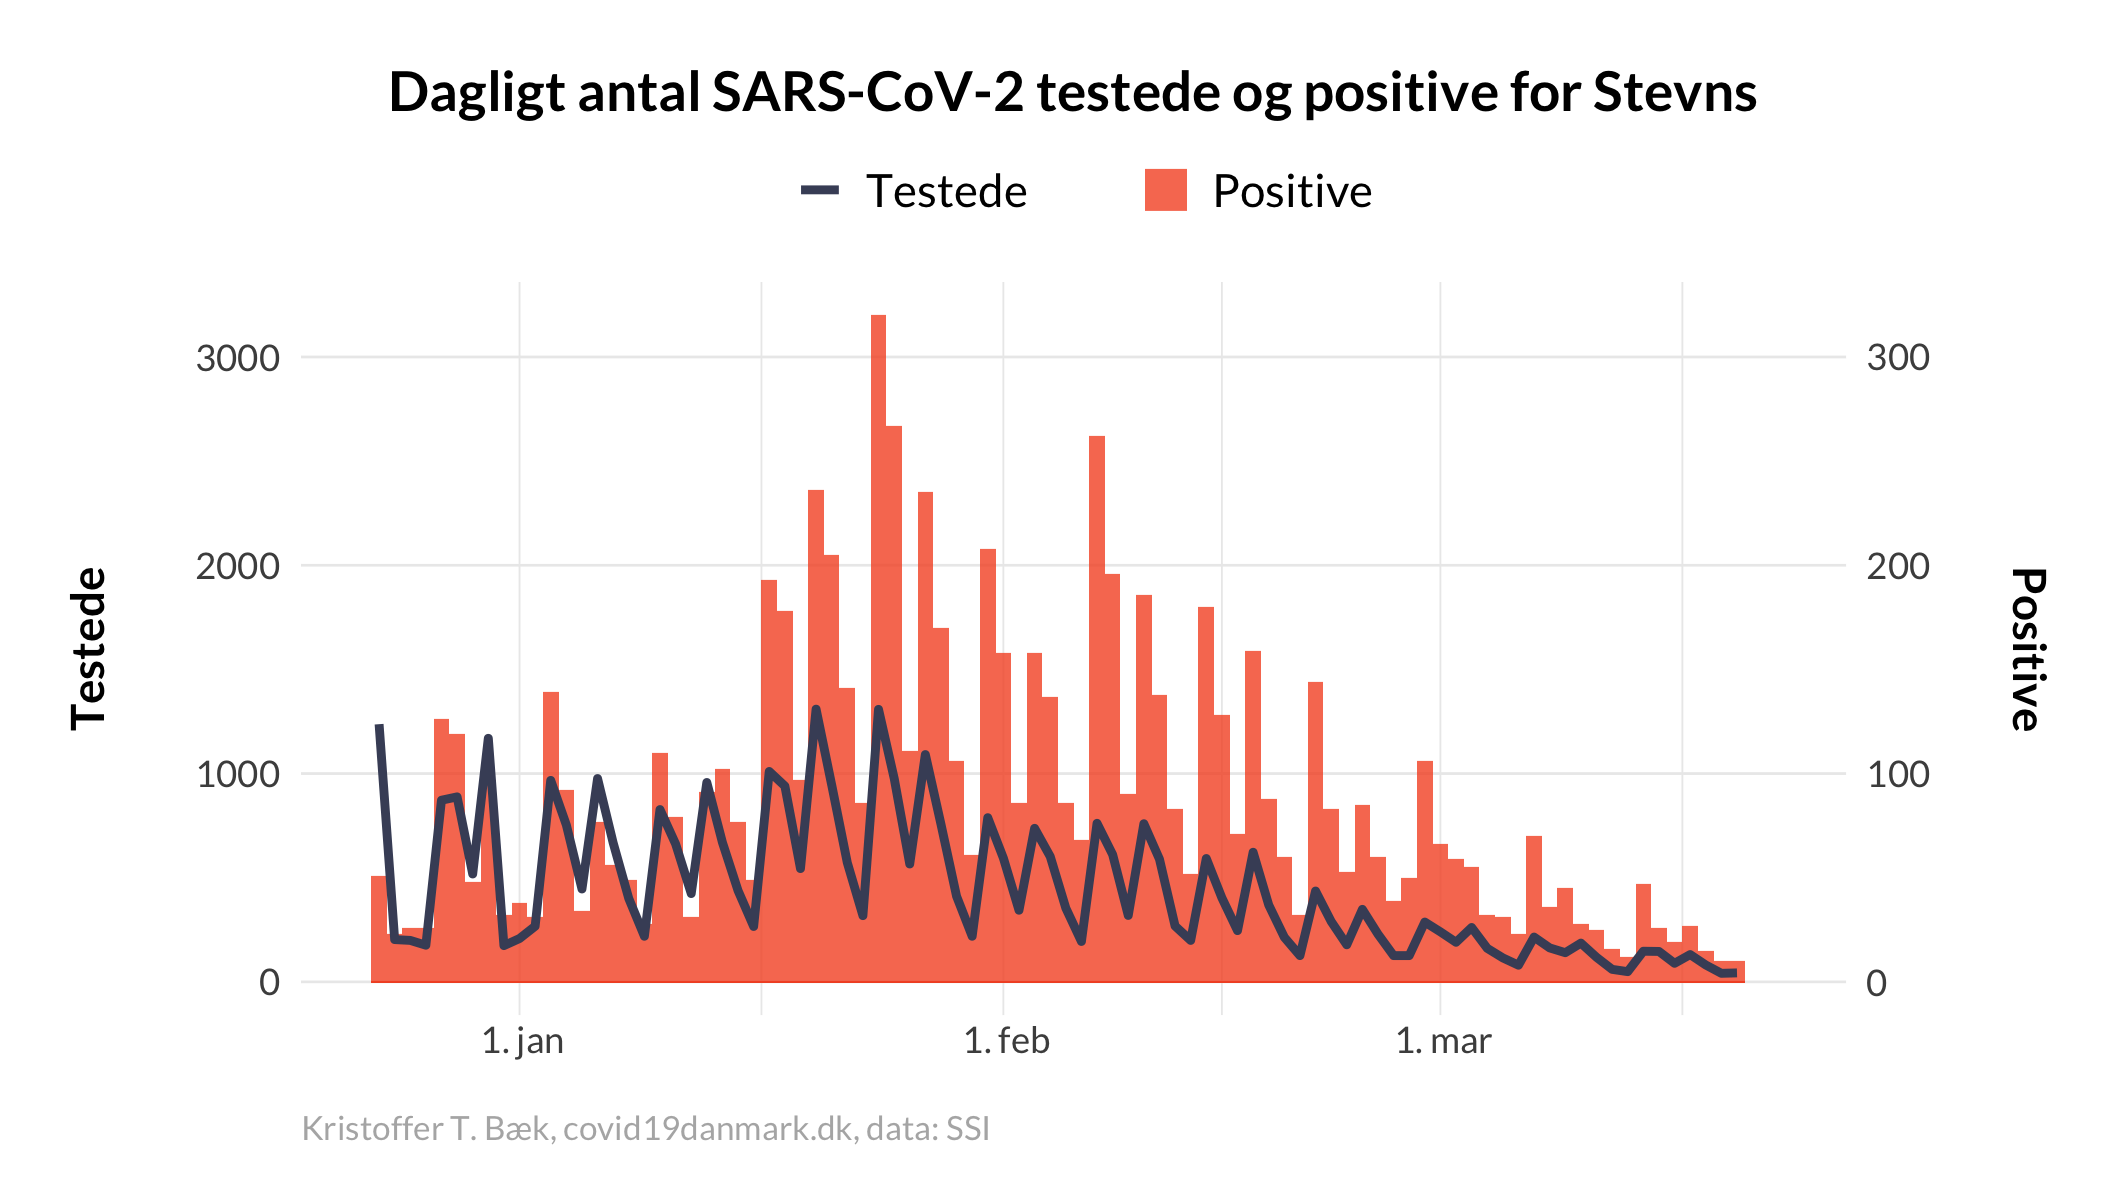 Dagligt antal SARS-CoV-2 testede og positive for Stevns
Testede
Positive
3000
2000
1000
0
Testede
300
200
100
0
Positive
1. jan
1. feb
1. mar
Kristoffer T. Bæk, covid19danmark.dk, data: SSI